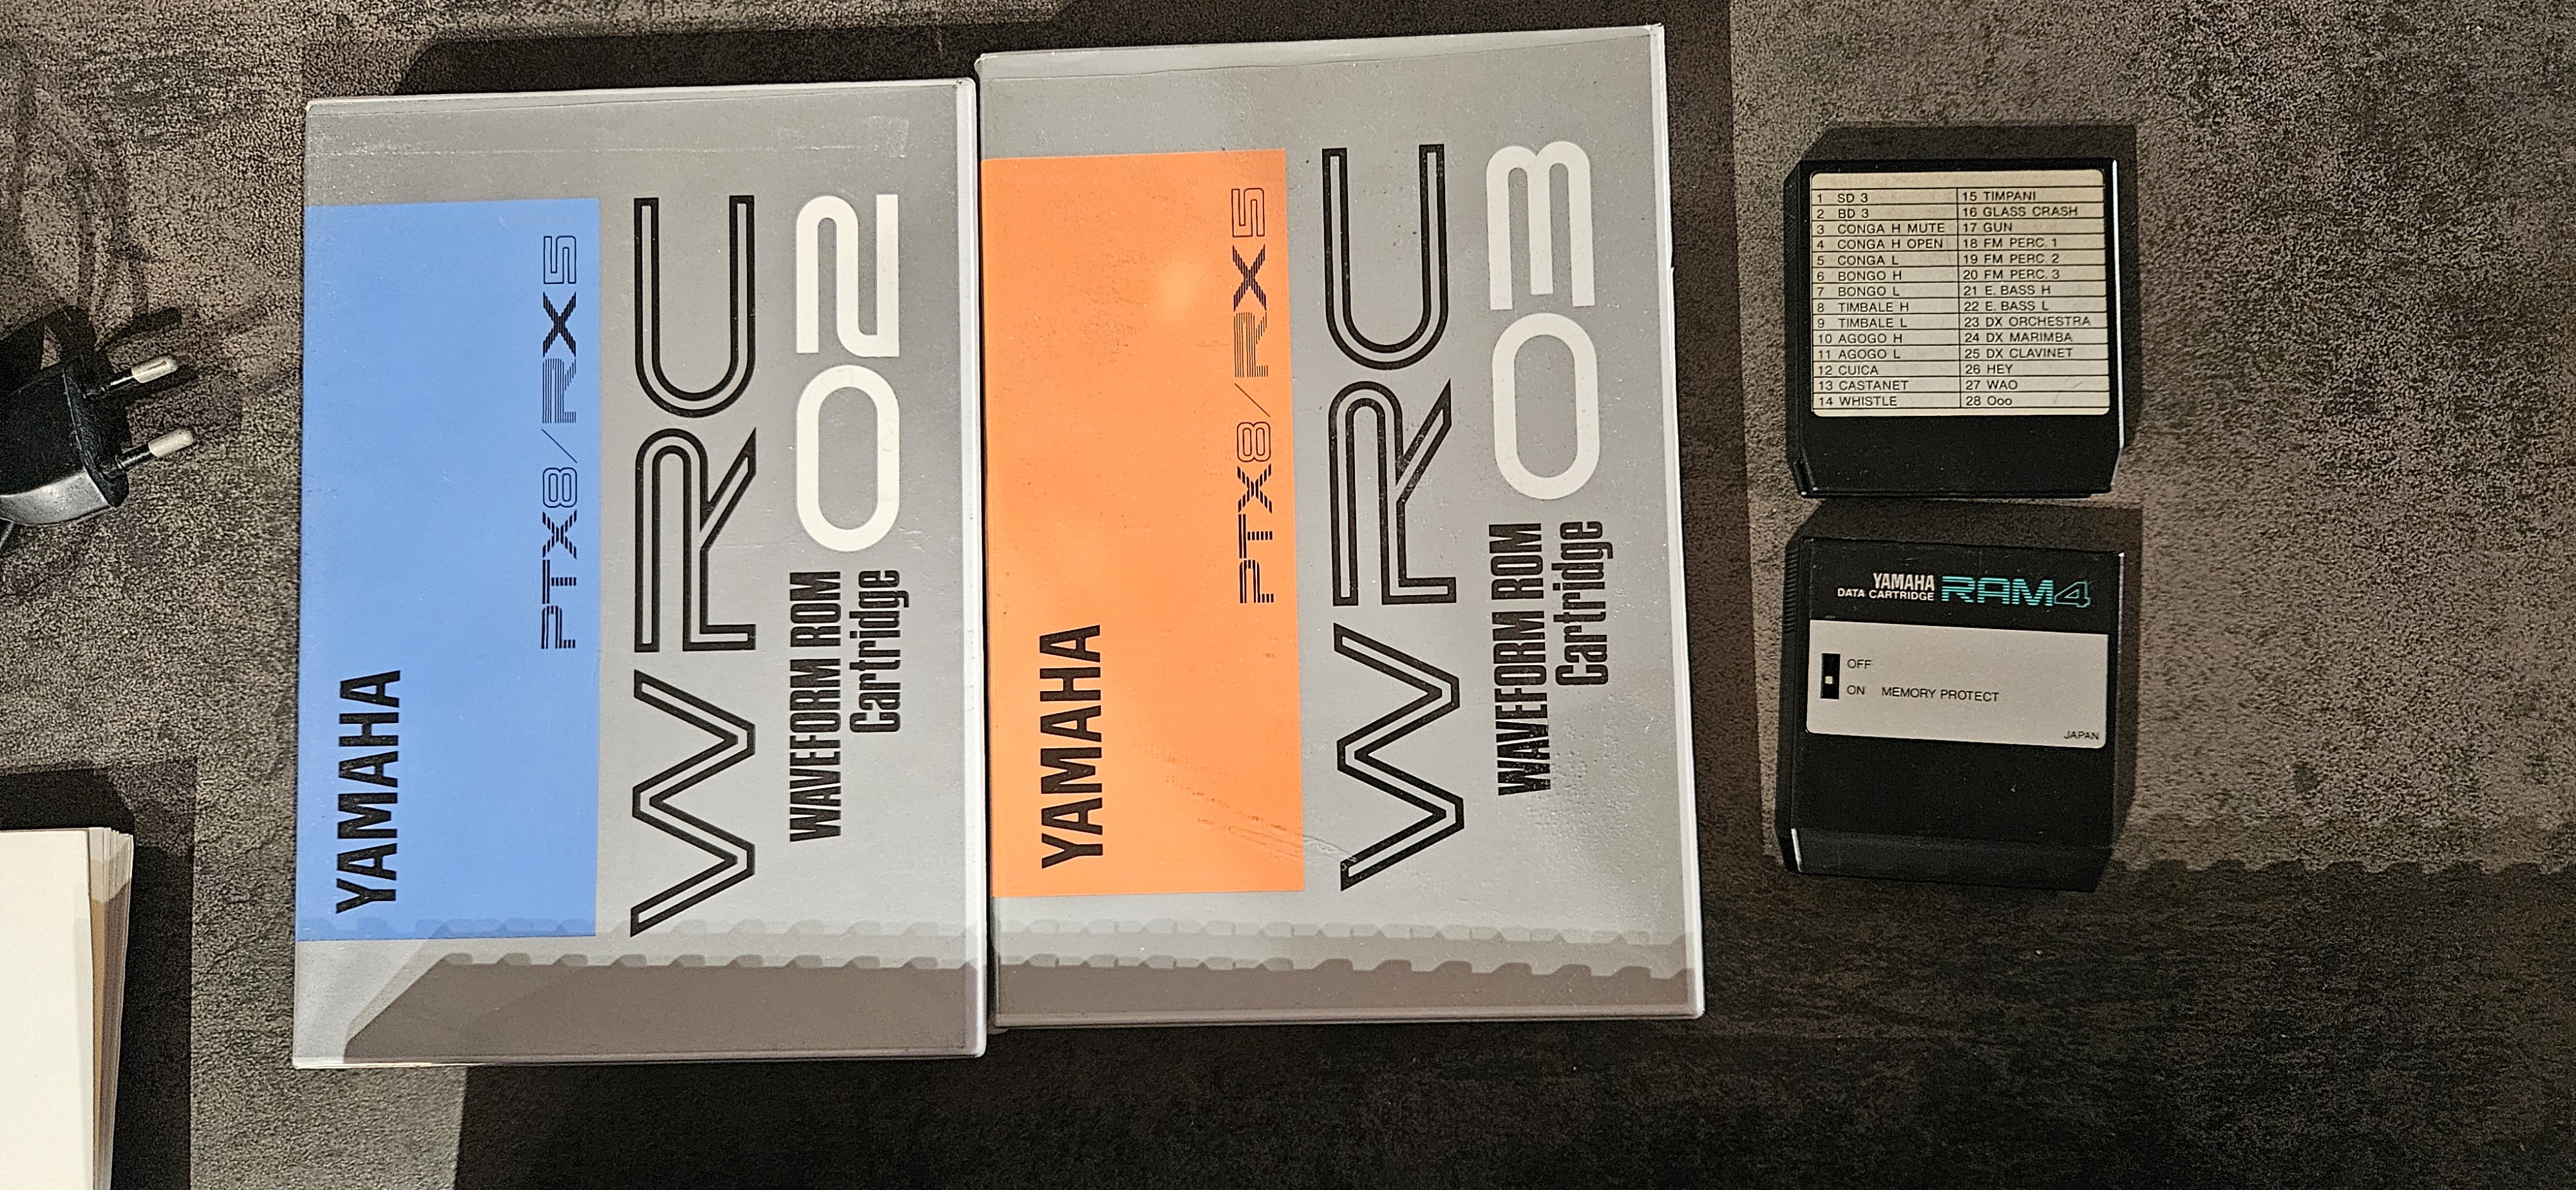 YAMAHA
PTX8/RX5
WRC
WAVEFORM ROM
Cartridge
02
YAMAHA
PTX8/RX5
WRC
WAVEFORM ROM
Cartridge
03
1 SD 3
2 BD 3
3 CONGA H MUTE
4 CONGA H OPEN
5 CONGA L
6 BONGO H
7 BONGO L
8 TIMBALE H
9 TIMBALE L
10 AGOGO H
11 AGOGO L
12 CUICA
13 CASTANET
14 WHISTLE
15 TIMPANI
16 GLASS CRASH
17 GUN
18 FM PERC. 1
19 FM PERC. 2
20 FM PERC. 3
21 E. BASS H
22 E. BASS L
23 DX ORCHESTRA
24 DX MARIMBA
25 DX CLAVINET
26 HEY
27 WAO
28 Ooo
YAMAHA
DATA CARTRIDGE RAM4
OFF
ON MEMORY PROTECT
JAPAN